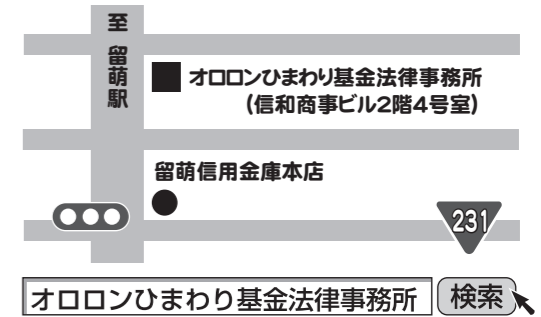 至 留萌駅
オロロンひまわり基金法律事務所
(信和商事ビル2階4号室)
留萌信用金庫本店
231
オロロンひまわり基金法律事務所 検索